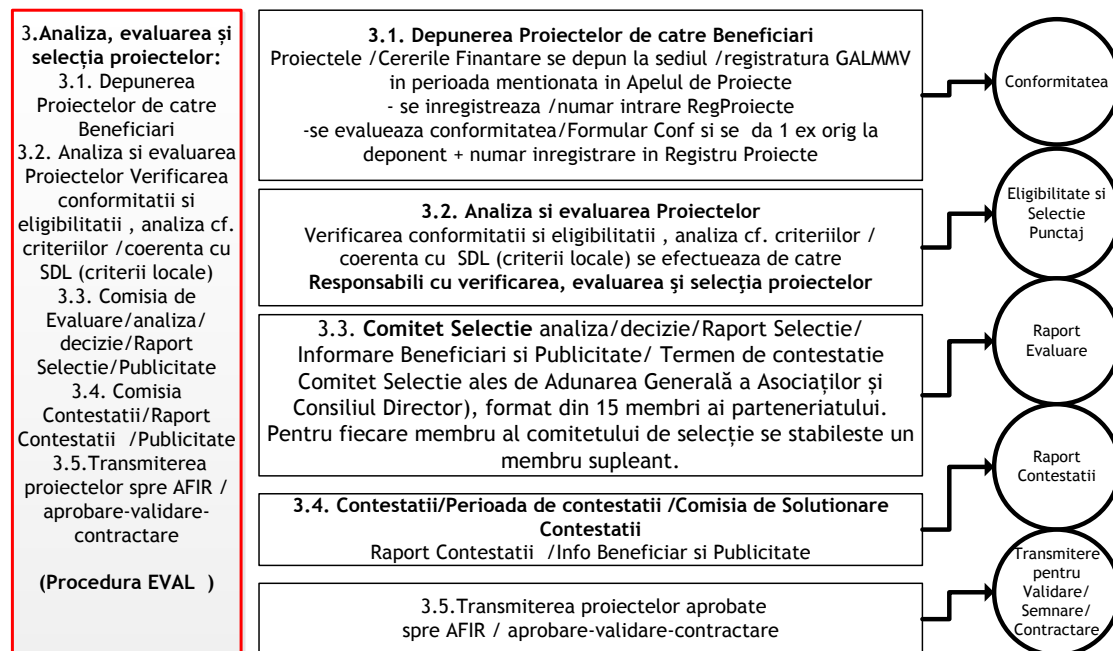 3.Analiza, evaluarea și
selecția proiectelor:
3.1. Depunerea
Proiectelor de catre
Beneficiari
3.2. Analiza si evaluarea
Proiectelor Verificarea
conformitatii si
eligibilitatii , analiza cf.
criteriilor /coerenta cu
SDL (criterii locale)
3.3. Comisia de
Evaluare/analiza/
decizie/Raport
Selectie/Publicitate
3.4. Comisia
Contestatii/Raport
Contestatii /Publicitate
3.5.Transmiterea
proiectelor spre AFIR /
aprobare-validare-
contractare
(Procedura EVAL )
3.1. Depunerea Proiectelor de catre Beneficiari
Proiectele /Cererile Finantare se depun la sediul /registratura GALMMV
in perioada mentionata in Apelul de Proiecte
- se inregistreaza /numar intrare RegProiecte
-se evalueaza conformitatea/Formular Conf si se da 1 ex orig la
deponent + numar inregistrare in Registru Proiecte
Conformitatea
3.2. Analiza si evaluarea Proiectelor
Verificarea conformitatii si eligibilitatii , analiza cf. criteriilor /
coerenta cu SDL (criterii locale) se efectueaza de catre
Responsabili cu verificarea, evaluarea şi selecţia proiectelor
Eligibilitate si
Selectie
Punctaj
3.3. Comitet Selectie analiza/decizie/Raport Selectie/
Informare Beneficiari si Publicitate/ Termen de contestatie
Comitet Selectie ales de Adunarea Generală a Asociaților și
Consiliul Director), format din 15 membri ai parteneriatului.
Pentru fiecare membru al comitetului de selecție se stabileste un
membru supleant.
Raport
Evaluare
3.4. Contestatii/Perioada de contestatii /Comisia de Solutionare
Contestatii
Raport Contestatii /Info Beneficiar si Publicitate
Raport
Contestatii
3.5.Transmiterea proiectelor aprobate
spre AFIR / aprobare-validare-contractare
Transmitere
pentru
Validare/
Semnare/
Contractare